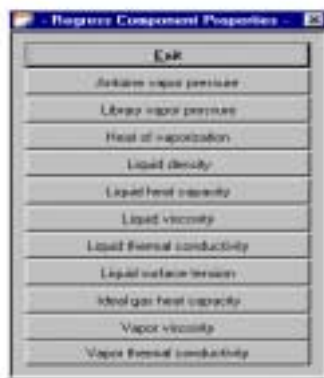 - Regress Component Properties -
Exit
Antoine vapor pressure
Library vapor pressure
Heat of vaporization
Liquid density
Liquid heat capacity
Liquid viscosity
Liquid thermal conductivity
Liquid surface tension
Ideal gas heat capacity
Vapor viscosity
Vapor thermal conductivity